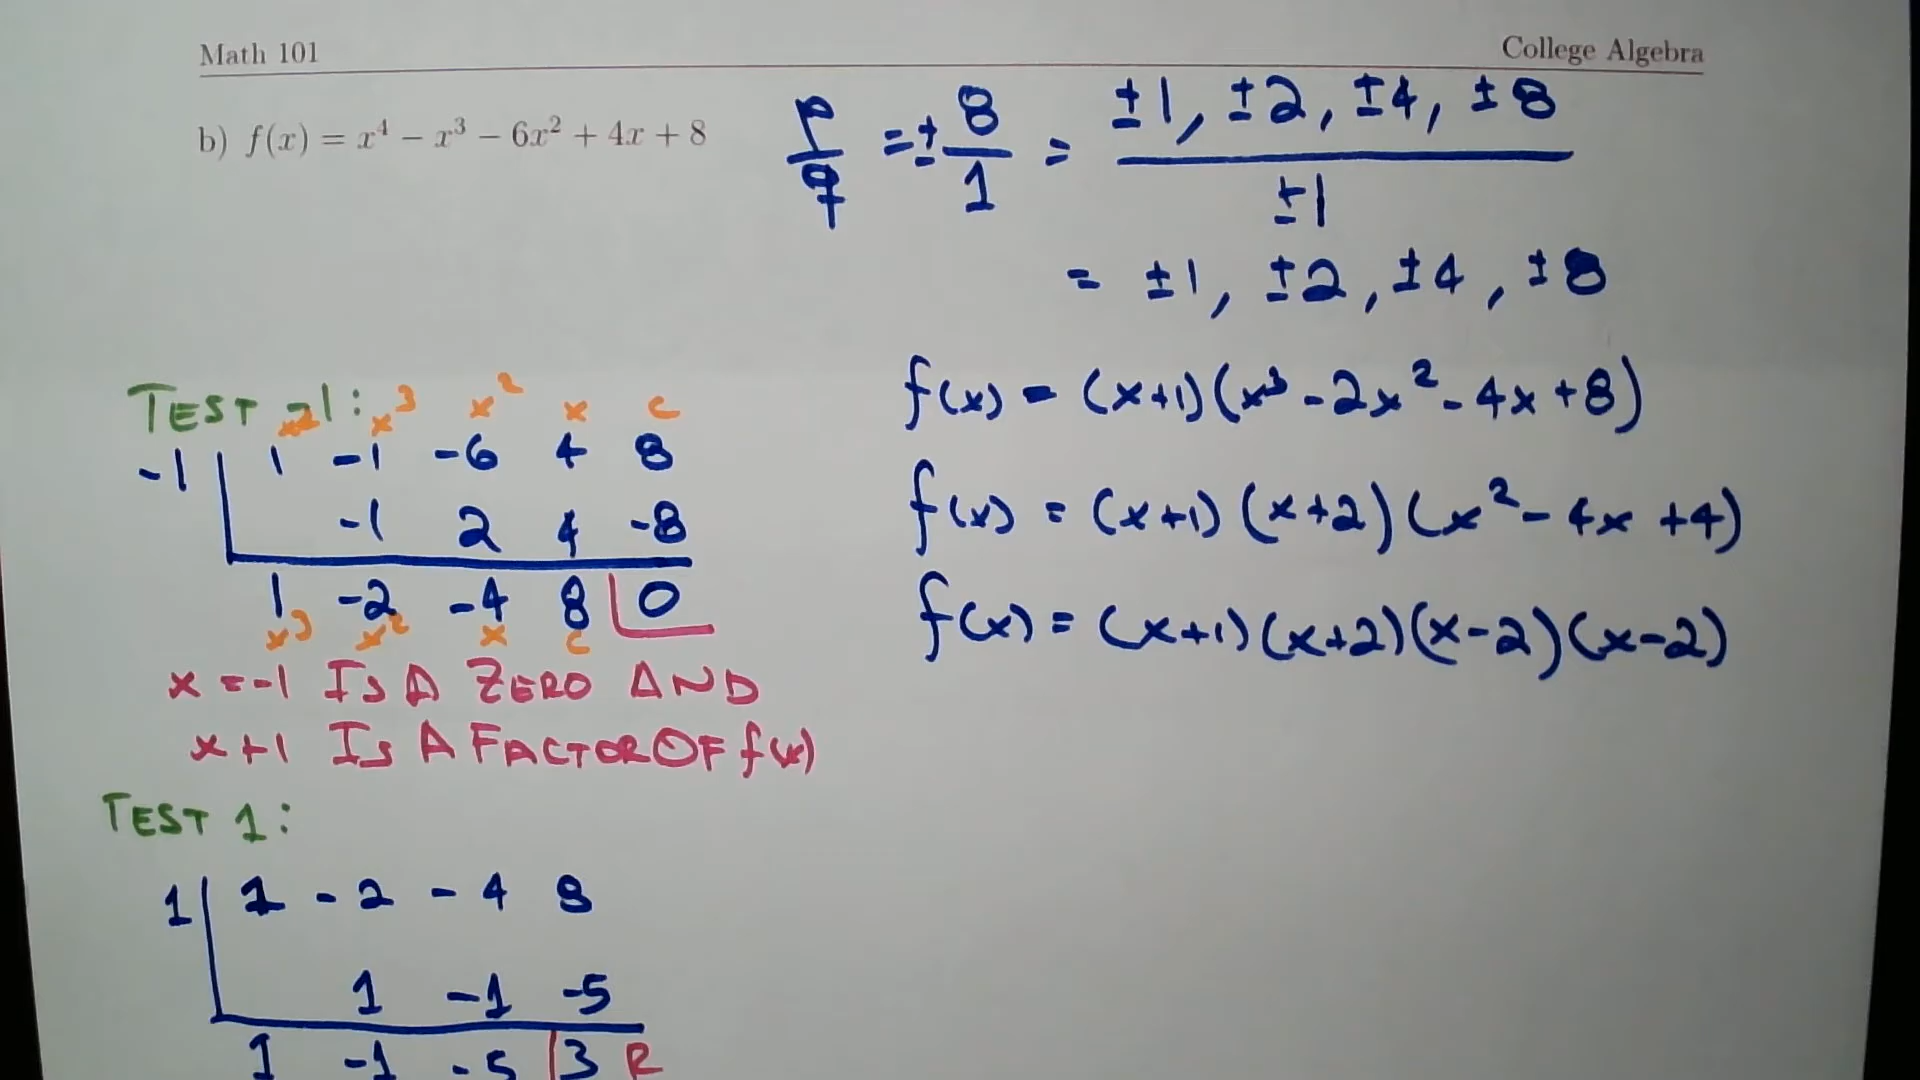 Math 101 College Algebra
b) f(x) = x⁴ − x³ − 6x² + 4x + 8
p/q = ± 8/1 = ±1, ±2, ±4, ±8 / ±1
= ±1, ±2, ±4, ±8
f(x) = (x+1)(x³ - 2x² - 4x + 8)
f(x) = (x+1)(x+2)(x² - 4x + 4)
f(x) = (x+1)(x+2)(x-2)(x-2)
TEST -1:
x³ x² x c
-1 | 1 -1 -6 4 8
-1 2 4 -8
1 -2 -4 8 | 0
x³ x² x c
x = -1 IS A ZERO AND
x+1 IS A FACTOR OF f(x)
TEST 1:
1 | 1 -2 -4 8
1 -1 -5
1 -1 -5 | 3 R